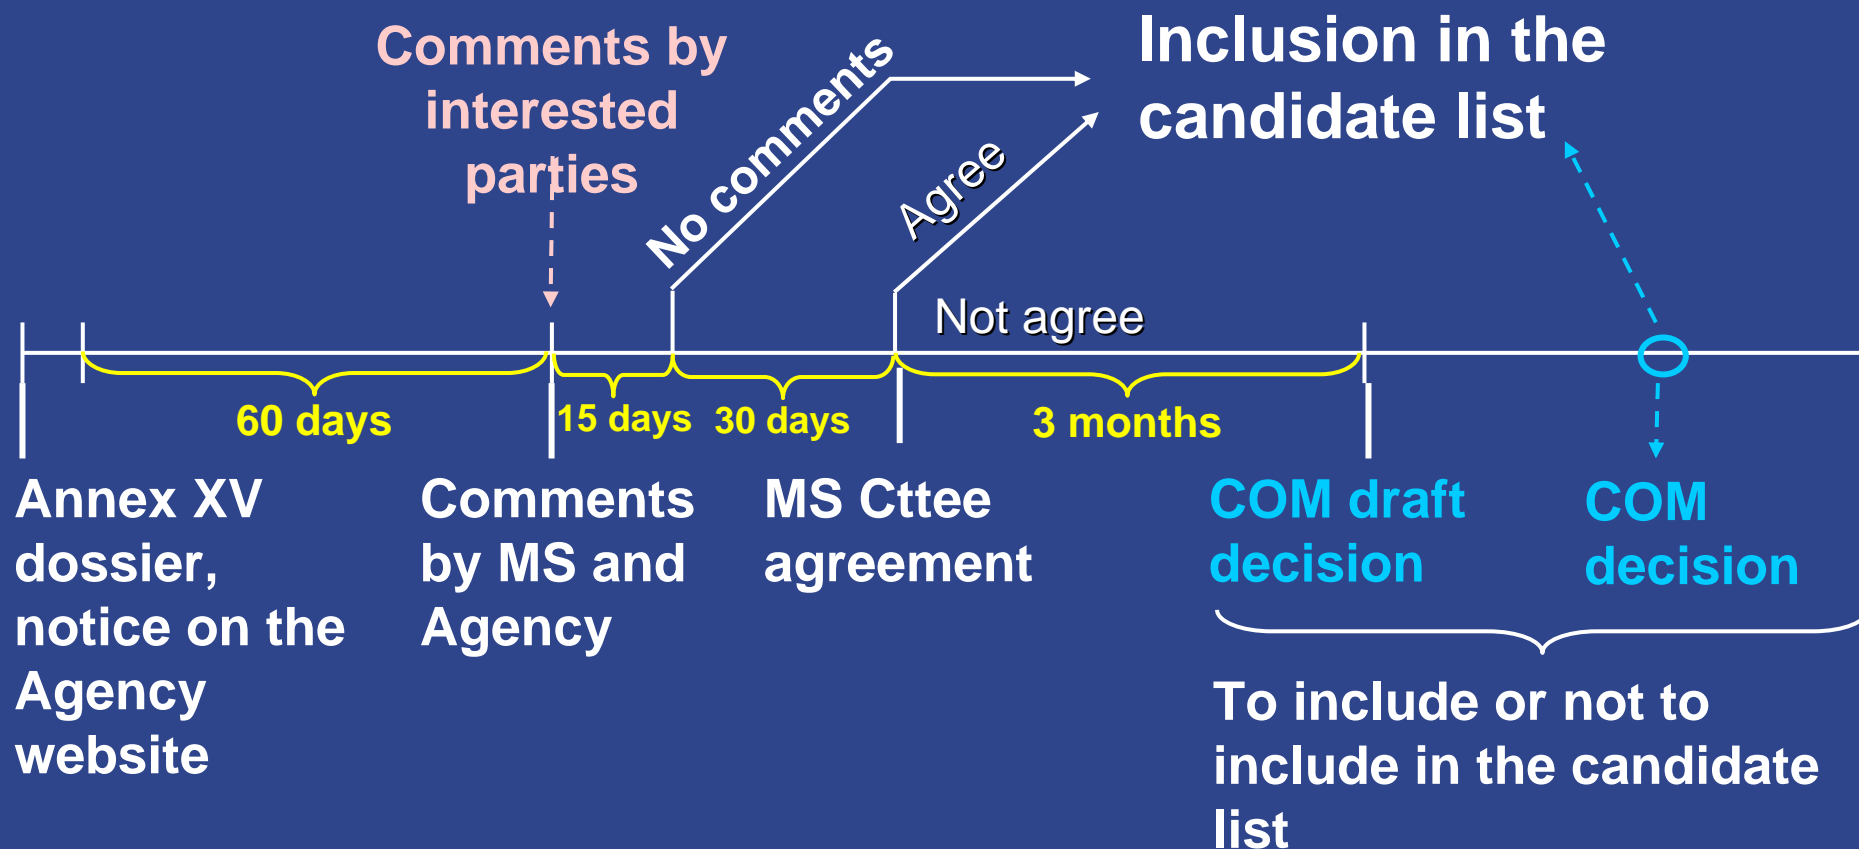 Comments by
interested
parties
No comments
Agree
Inclusion in the
candidate list
Not agree
60 days
15 days
30 days
3 months
Annex XV
dossier,
notice on the
Agency
website
Comments
by MS and
Agency
MS Cttee
agreement
COM draft
decision
COM
decision
To include or not to
include in the candidate
list